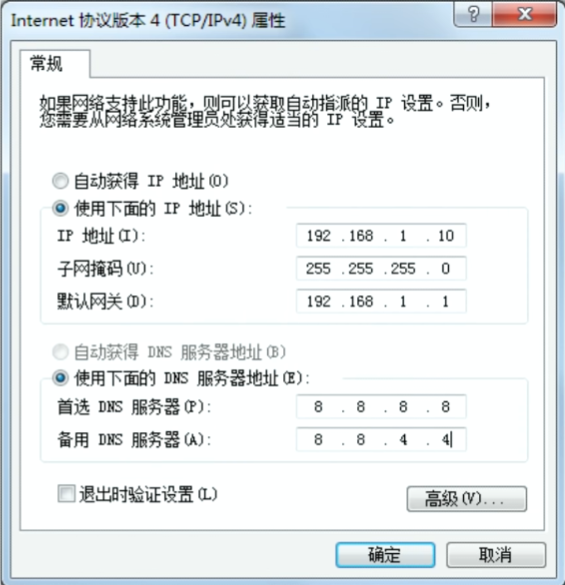 Internet 协议版本 4 (TCP/IPv4) 属性
常规
如果网络支持此功能，则可以获取自动指派的 IP 设置。否则，
您需要从网络系统管理员处获得适当的 IP 设置。
自动获得 IP 地址(O)
使用下面的 IP 地址(S):
IP 地址(I): 192 .168 . 1 . 10
子网掩码(U): 255 .255 .255 . 0
默认网关(D): 192 .168 . 1 . 1
自动获得 DNS 服务器地址(B)
使用下面的 DNS 服务器地址(E):
首选 DNS 服务器(P): 8 . 8 . 8 . 8
备用 DNS 服务器(A): 8 . 8 . 4 . 4
退出时验证设置(L)
高级(V)...
确定 取消